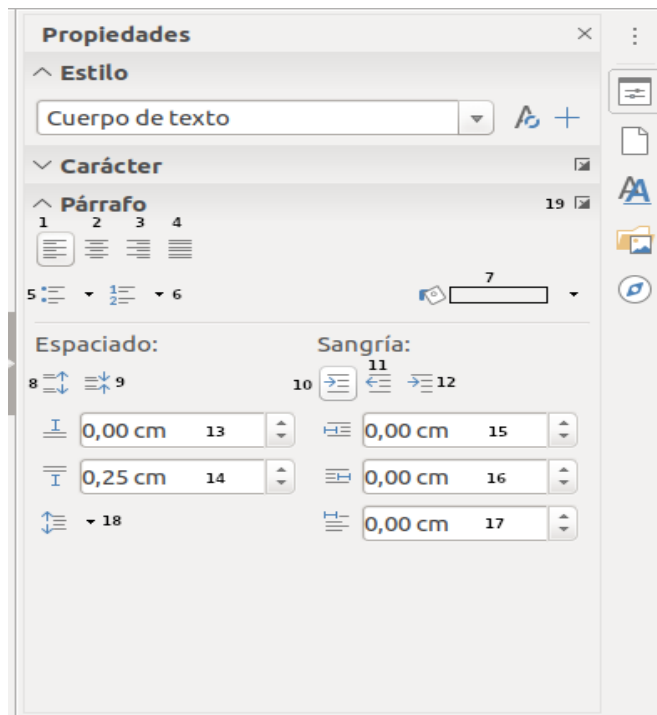 Propiedades
Estilo
Cuerpo de texto
Carácter
Párrafo 19
1 2 3 4
5 6 7
Espaciado: Sangría:
8 9 10 11 12
0,00 cm 13 0,00 cm 15
0,25 cm 14 0,00 cm 16
18 0,00 cm 17